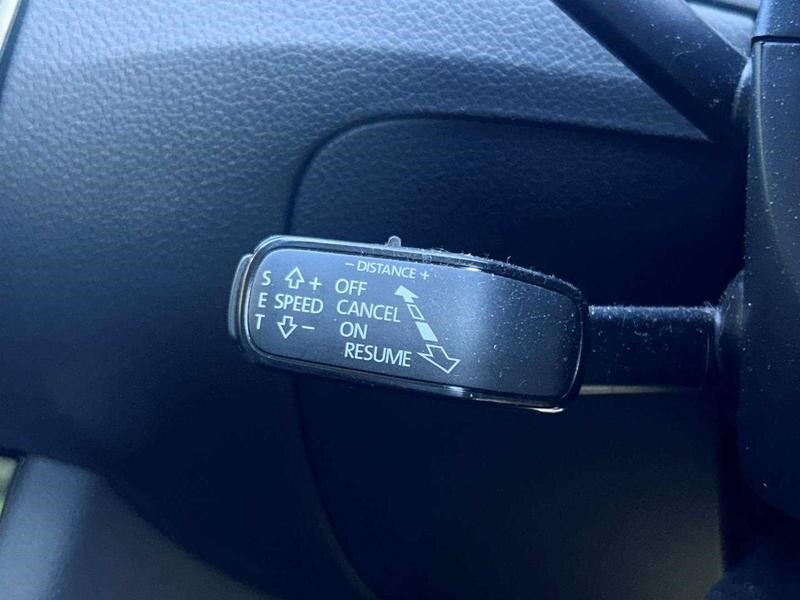 − DISTANCE +
S + OFF
E SPEED CANCEL
T − ON
RESUME